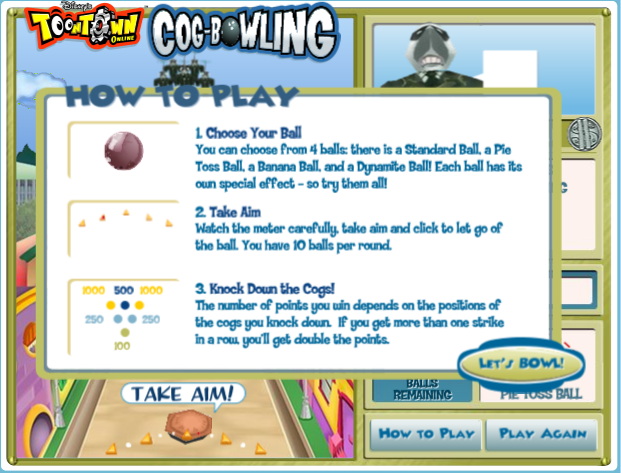 Disney's
TOONTOWN
ONLINE
COG-BOWLING
HOW TO PLAY
1. Choose Your Ball
You can choose from 4 balls: there is a Standard Ball, a Pie
Toss Ball, a Banana Ball, and a Dynamite Ball! Each ball has its
own special effect - so try them all!
2. Take Aim
Watch the meter carefully, take aim and click to let go of
the ball. You have 10 balls per round.
1000 500 1000
250 250
100
3. Knock Down the Cogs!
The number of points you win depends on the positions of
the cogs you knock down. If you get more than one strike
in a row, you'll get double the points.
LET'S BOWL!
TAKE AIM!
BALLS
REMAINING
PIE TOSS BALL
HOW TO PLAY
PLAY AGAIN